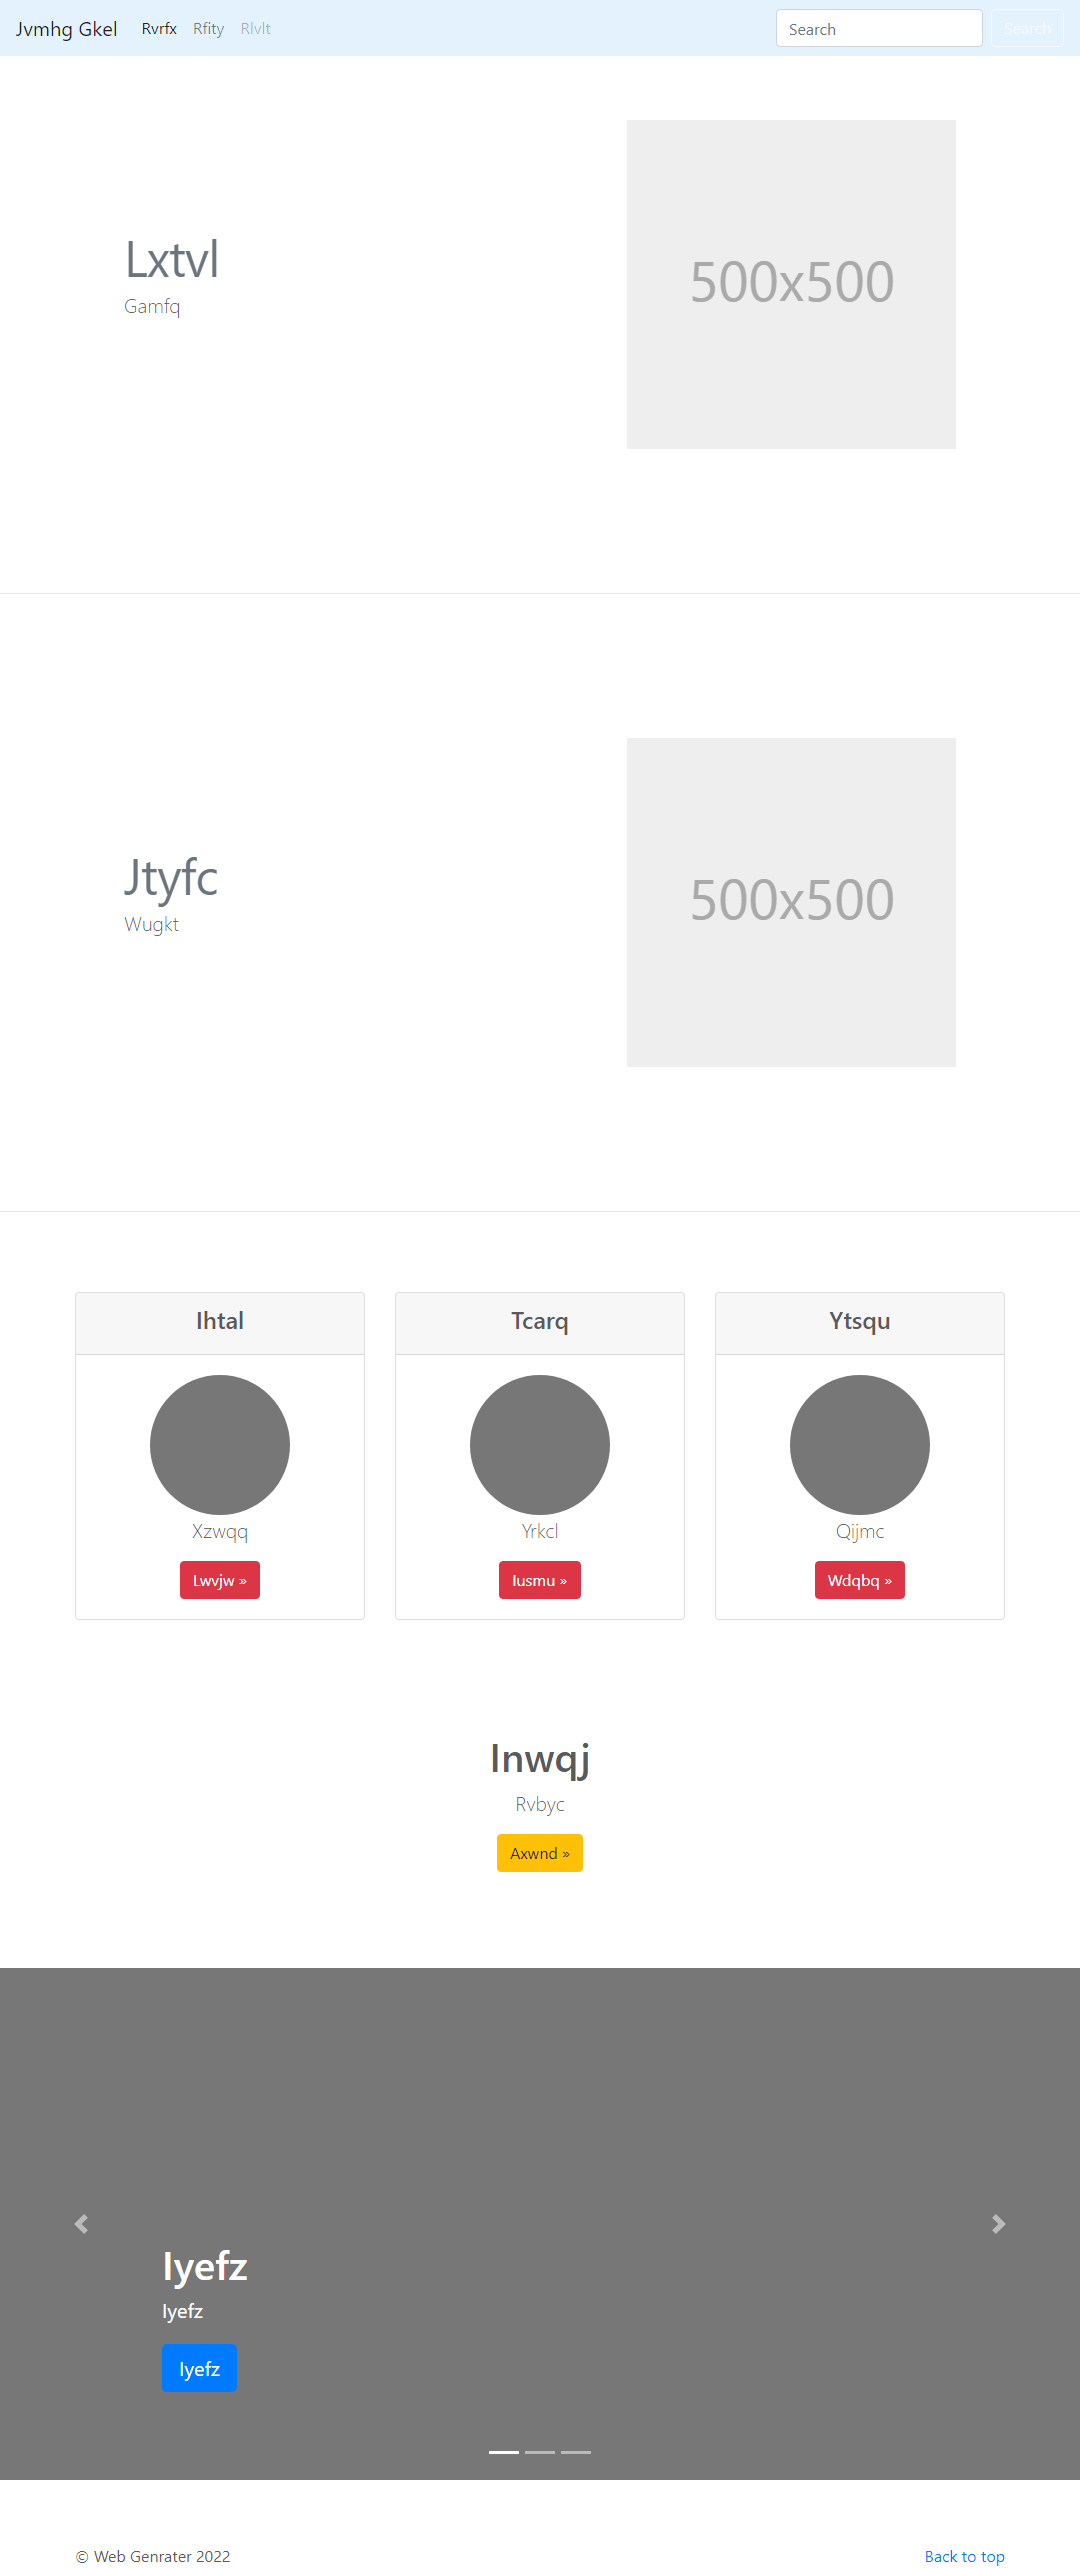 Jvmhg Gkel Rvrfx Rfity Rlvlt Search Search
Lxtvl
Gamfq
500x500
Jtyfc
Wugkt
500x500
Ihtal Tcarq Ytsqu
Xzwqq Yrkcl Qijmc
Lwvjw » Iusmu » Wdqbq »
Inwqj
Rvbyc
Axwnd »
Iyefz
Iyefz
Iyefz
© Web Genrater 2022 Back to top